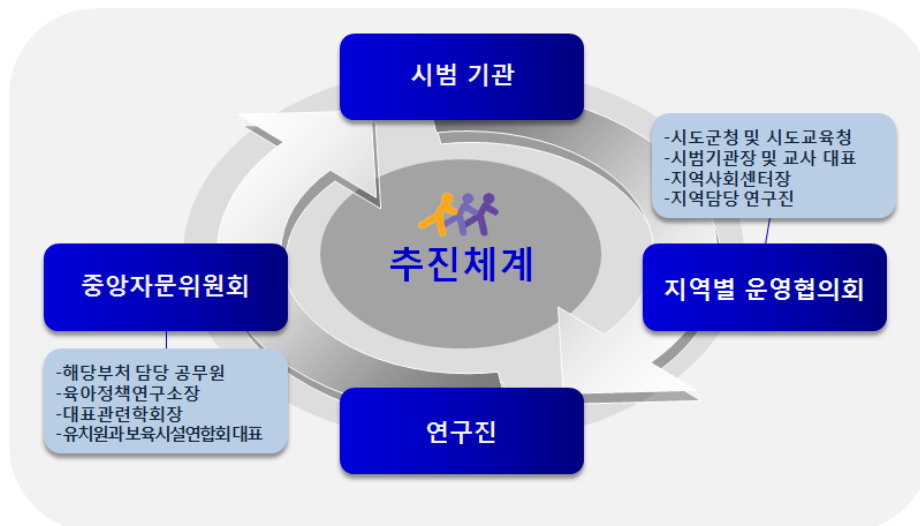 시범 기관
-시도군청 및 시도교육청
-시범기관장 및 교사 대표
-지역사회센터장
-지역담당 연구진
추진체계
중앙자문위원회
지역별 운영협의회
-해당부처 담당 공무원
-육아정책연구소장
-대표관련학회장
-유치원과 보육시설연합회 대표
연구진